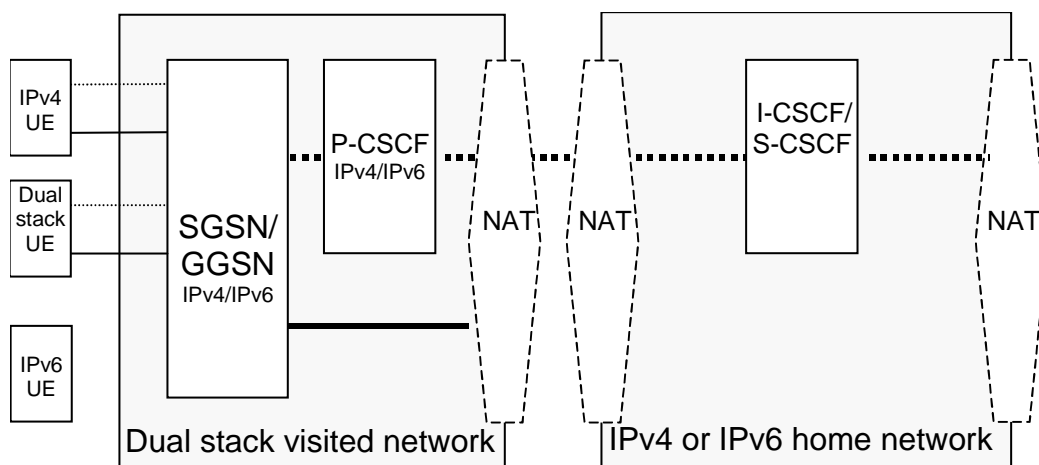 IPv4
UE
Dual
stack
UE
IPv6
UE
SGSN/
GGSN
IPv4/IPv6
P-CSCF
IPv4/IPv6
NAT
NAT
I-CSCF/
S-CSCF
NAT
Dual stack visited network
IPv4 or IPv6 home network